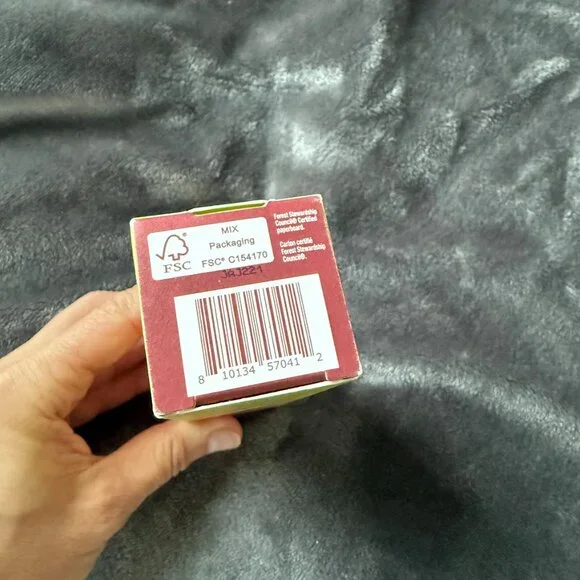 MIX
Packaging
FSC® C154170
FSC
JAJ221
Forest Stewardship
Council® Certified
paperboard.
Carton certifié
Forest Stewardship
Council®.
8 10134 57041 2